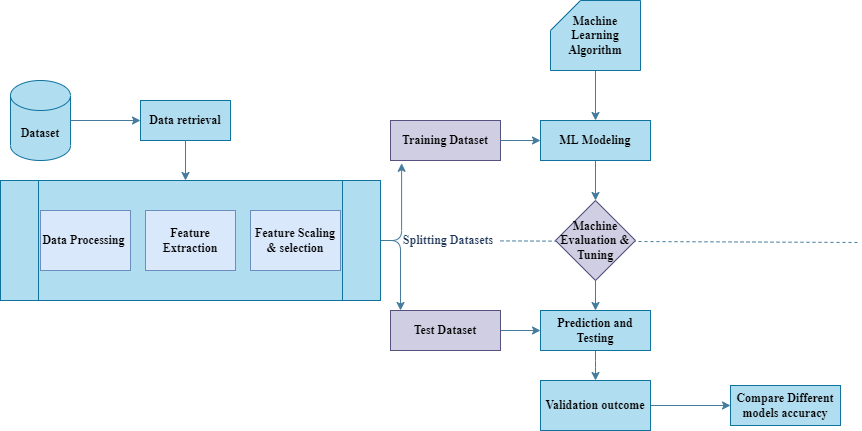 Machine
Learning
Algorithm
Dataset
Data retrieval
Training Dataset
ML Modeling
Data Processing
Feature
Extraction
Feature Scaling
& selection
Splitting Datasets
Machine
Evaluation &
Tuning
Test Dataset
Prediction and
Testing
Validation outcome
Compare Different
models accuracy